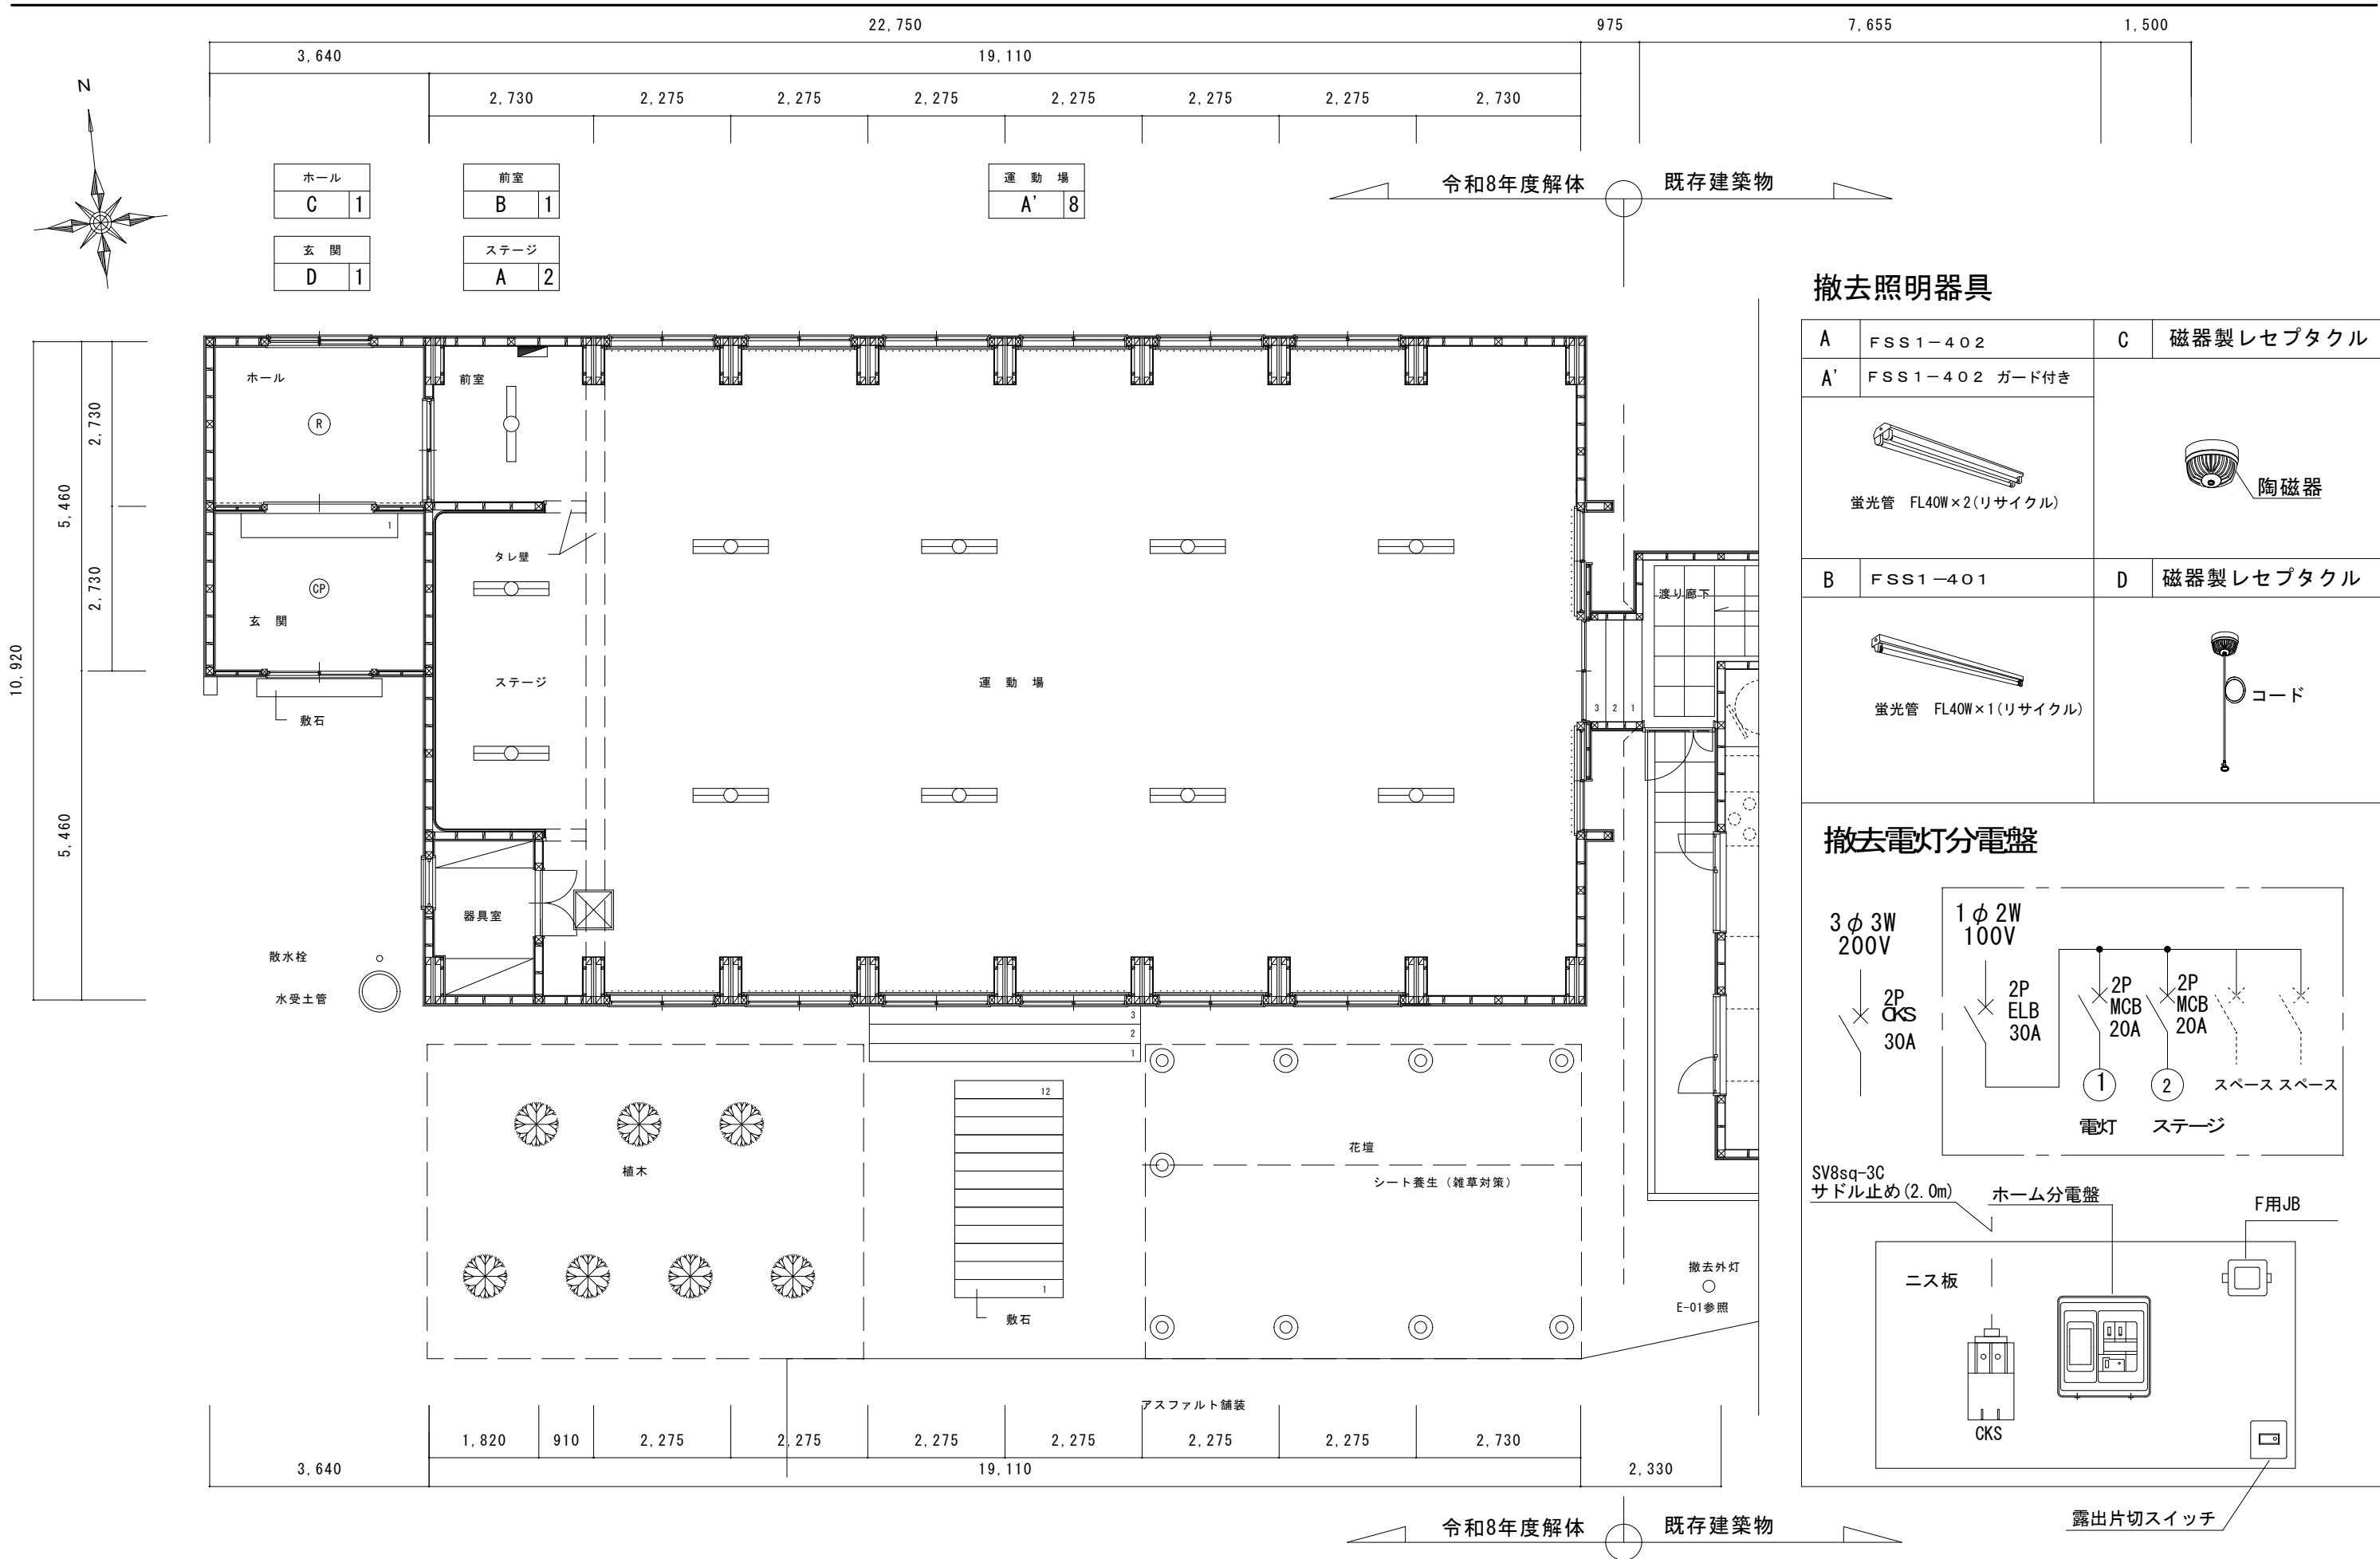 22,750
975
7,655
1,500
3,640
19,110
2,730
2,275
2,275
2,275
2,275
2,275
2,275
2,730
N
ホール
C 1
前室
B 1
運 動 場
A' 8
玄 関
D 1
ステージ
A 2
令和8年度解体
既存建築物
10,920
5,460
5,460
2,730
2,730
ホール
R
前室
1
タレ壁
CP
玄 関
ステージ
運 動 場
敷石
渡り廊下
3 2 1
器具室
散水栓
水受土管
3
2
1
12
1
敷石
植木
花壇
シート養生（雑草対策）
撤去外灯
E-01参照
アスファルト舗装
1,820
910
2,275
2,275
2,275
2,275
2,275
2,275
2,730
3,640
19,110
2,330
令和8年度解体
既存建築物
撤去照明器具
A FSS1－402
C 磁器製レセプタクル
A' FSS1－402 ガード付き
蛍光管 FL40W×2(リサイクル)
陶磁器
B FSS1－401
D 磁器製レセプタクル
蛍光管 FL40W×1(リサイクル)
コード
撤去電灯分電盤
3φ3W
200V
2P
CKS
30A
1φ2W
100V
2P
ELB
30A
2P
MCB
20A
2P
MCB
20A
1
2
スペース スペース
電灯
ステージ
SV8sq-3C
サドル止め(2.0m)
ホーム分電盤
F用JB
ニス板
CKS
露出片切スイッチ